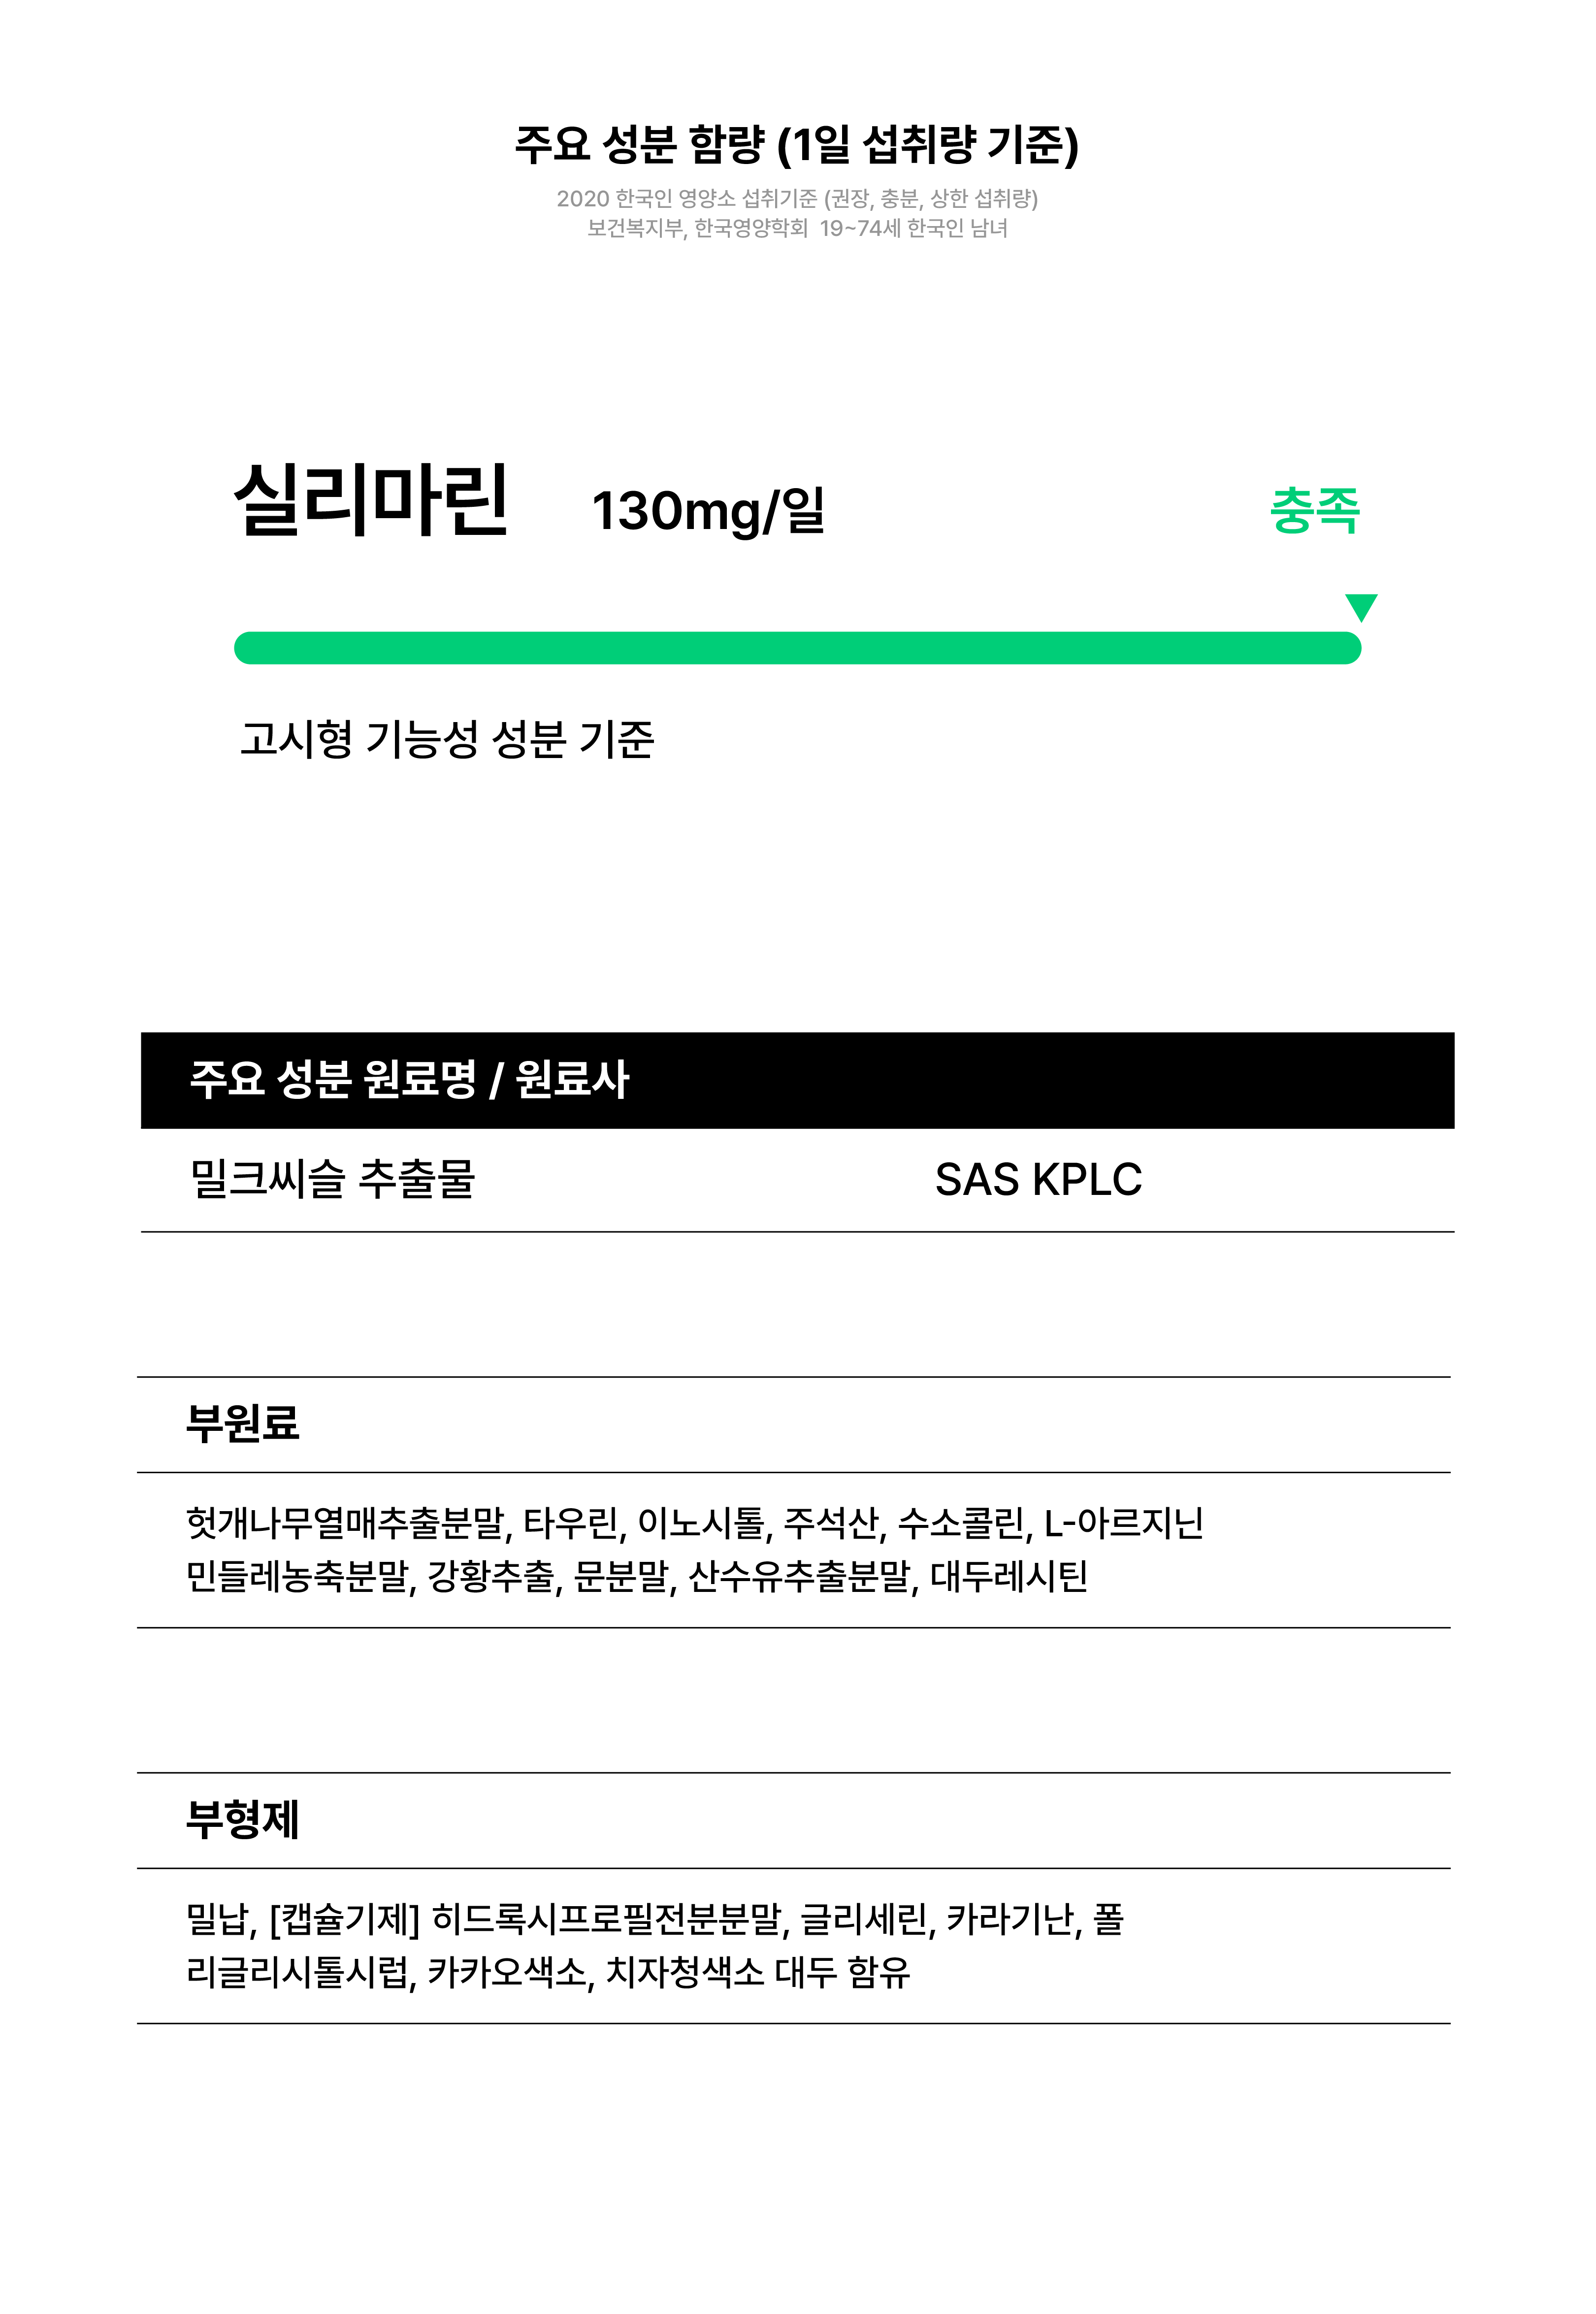 주요 성분 함량 (1일 섭취량 기준)
2020 한국인 영양소 섭취기준 (권장, 충분, 상한 섭취량)
보건복지부, 한국영양학회 19~74세 한국인 남녀
실리마린 130mg/일 충족
고시형 기능성 성분 기준
주요 성분 원료명 / 원료사
밀크씨슬 추출물 SAS KPLC
부원료
헛개나무열매추출분말, 타우린, 이노시톨, 주석산, 수소콜린, L-아르지닌
민들레농축분말, 강황추출, 문분말, 산수유추출분말, 대두레시틴
부형제
밀납, [캡슐기제] 히드록시프로필전분분말, 글리세린, 카라기난, 폴
리글리시톨시럽, 카카오색소, 치자청색소 대두 함유